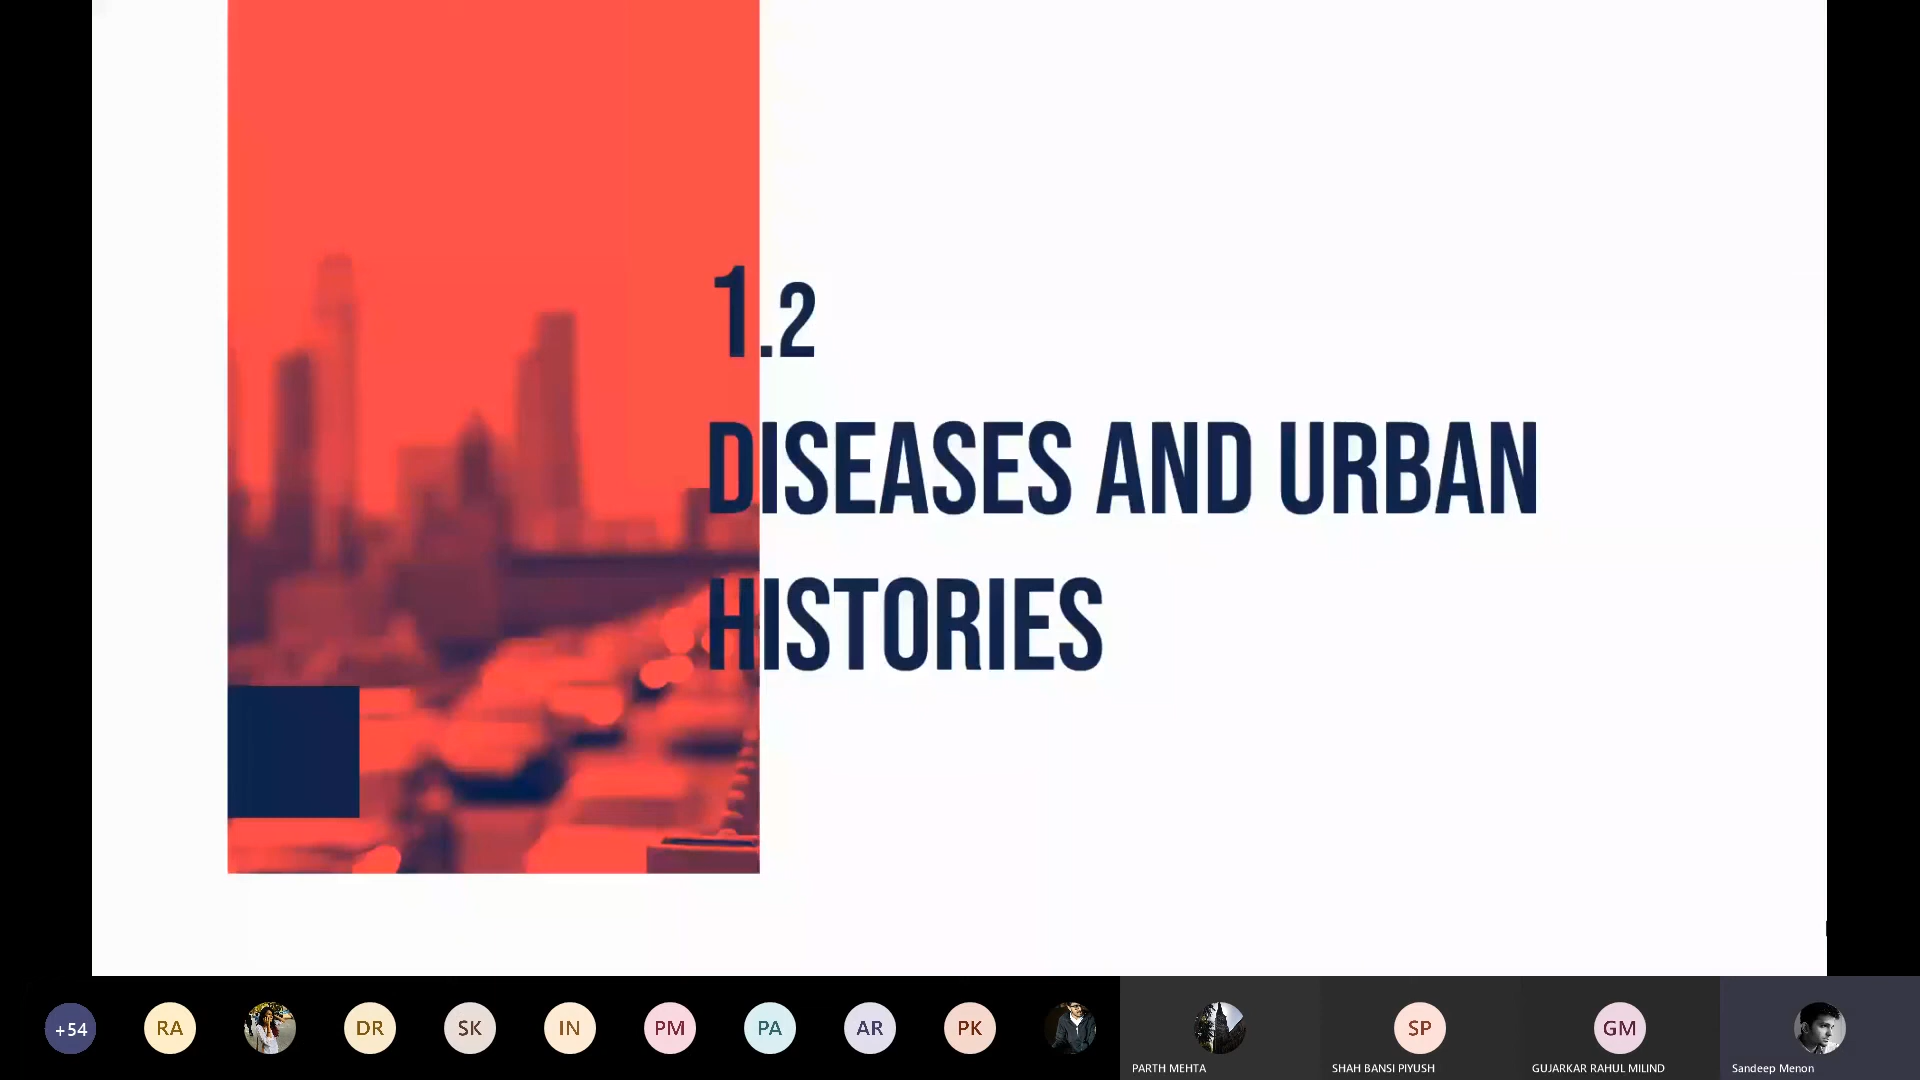 1.2
DISEASES AND URBAN
HISTORIES
+54
RA
DR
SK
IN
PM
PA
AR
PK
SP
GM
PARTH MEHTA
SHAH BANSI PIYUSH
GUJARKAR RAHUL MILIND
Sandeep Menon